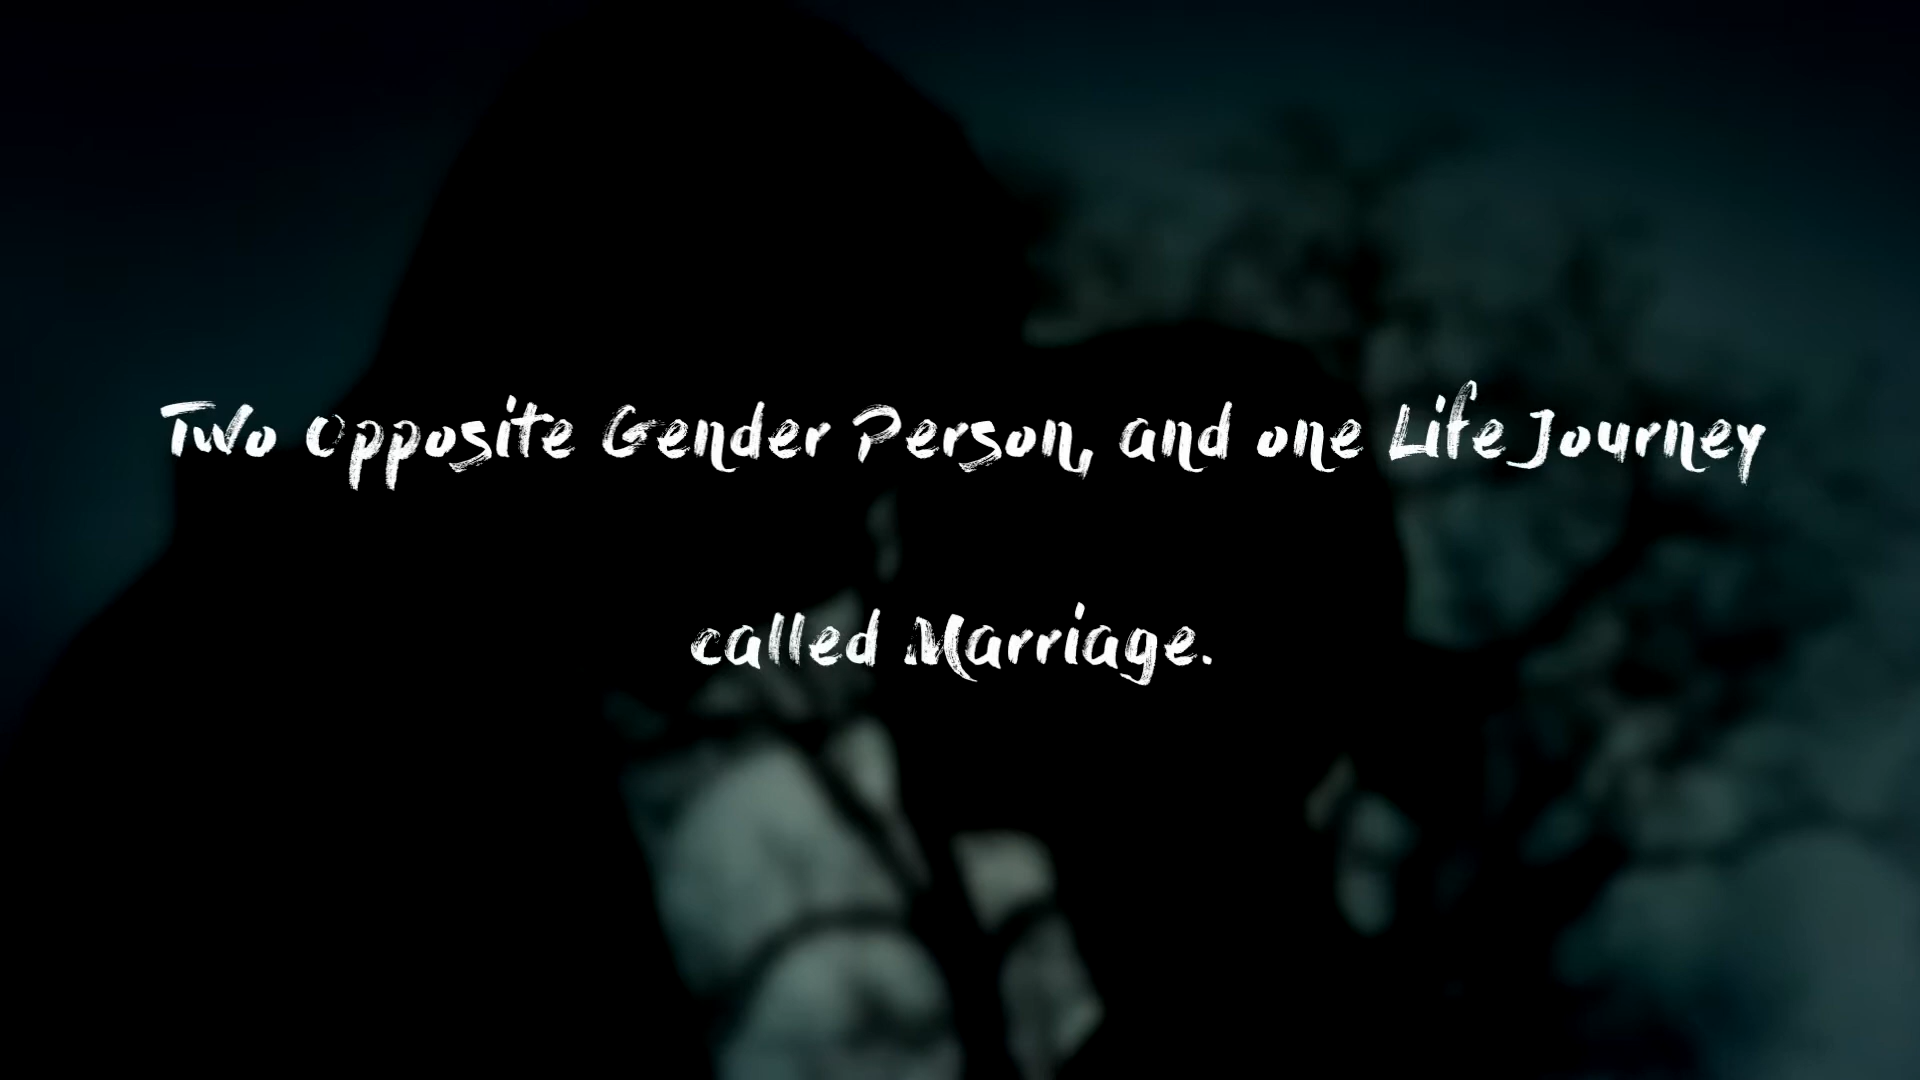 Two Opposite Gender Person, and one Life Journey
called Marriage.